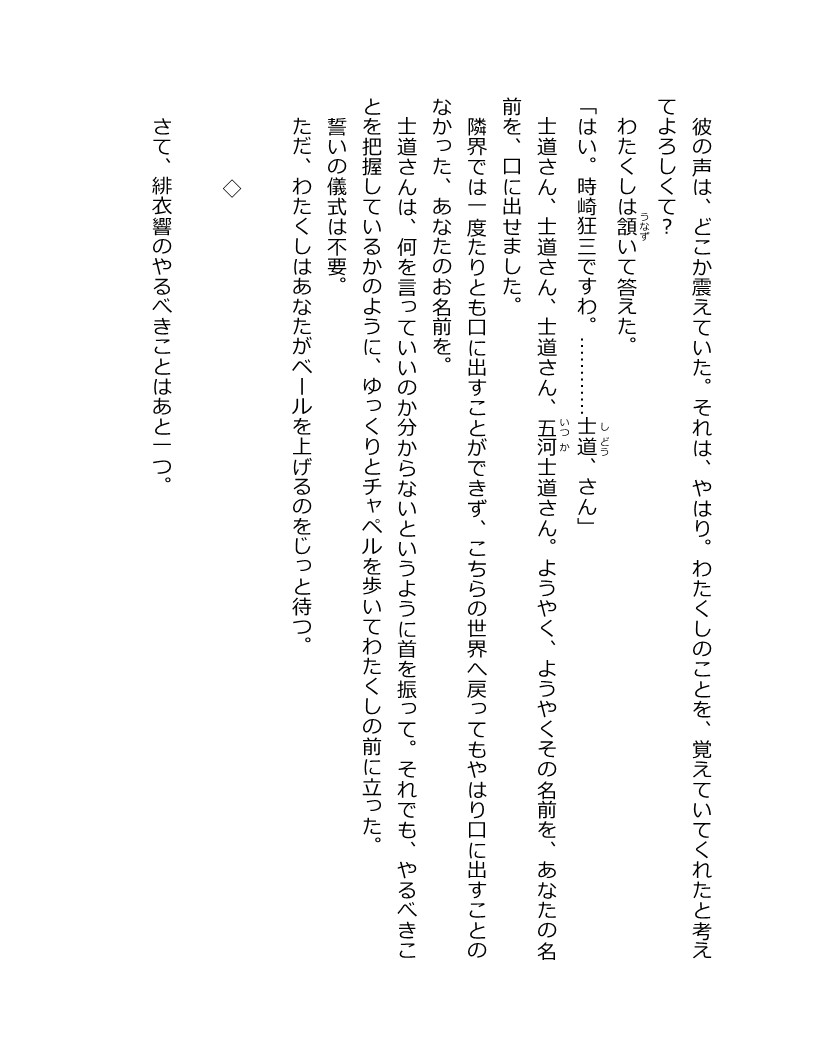 彼の声は、どこか震えていた。それは、やはり。わたくしのことを、覚えていてくれたと考え
てよろしくて？
わたくしは頷いて答えた。
うなず
「はい。時崎狂三ですわ。…………士道、さん」
しどう
士道さん、士道さん、士道さん、五河士道さん。ようやく、ようやくその名前を、あなたの名
いつか
前を、口に出せました。
隣界では一度たりとも口に出すことができず、こちらの世界へ戻ってもやはり口に出すことの
なかった、あなたのお名前を。
士道さんは、何を言っていいのか分からないというように首を振って。それでも、やるべきこ
とを把握しているかのように、ゆっくりとチャペルを歩いてわたくしの前に立った。
誓いの儀式は不要。
ただ、わたくしはあなたがベールを上げるのをじっと待つ。
◇
さて、緋衣響のやるべきことはあと一つ。